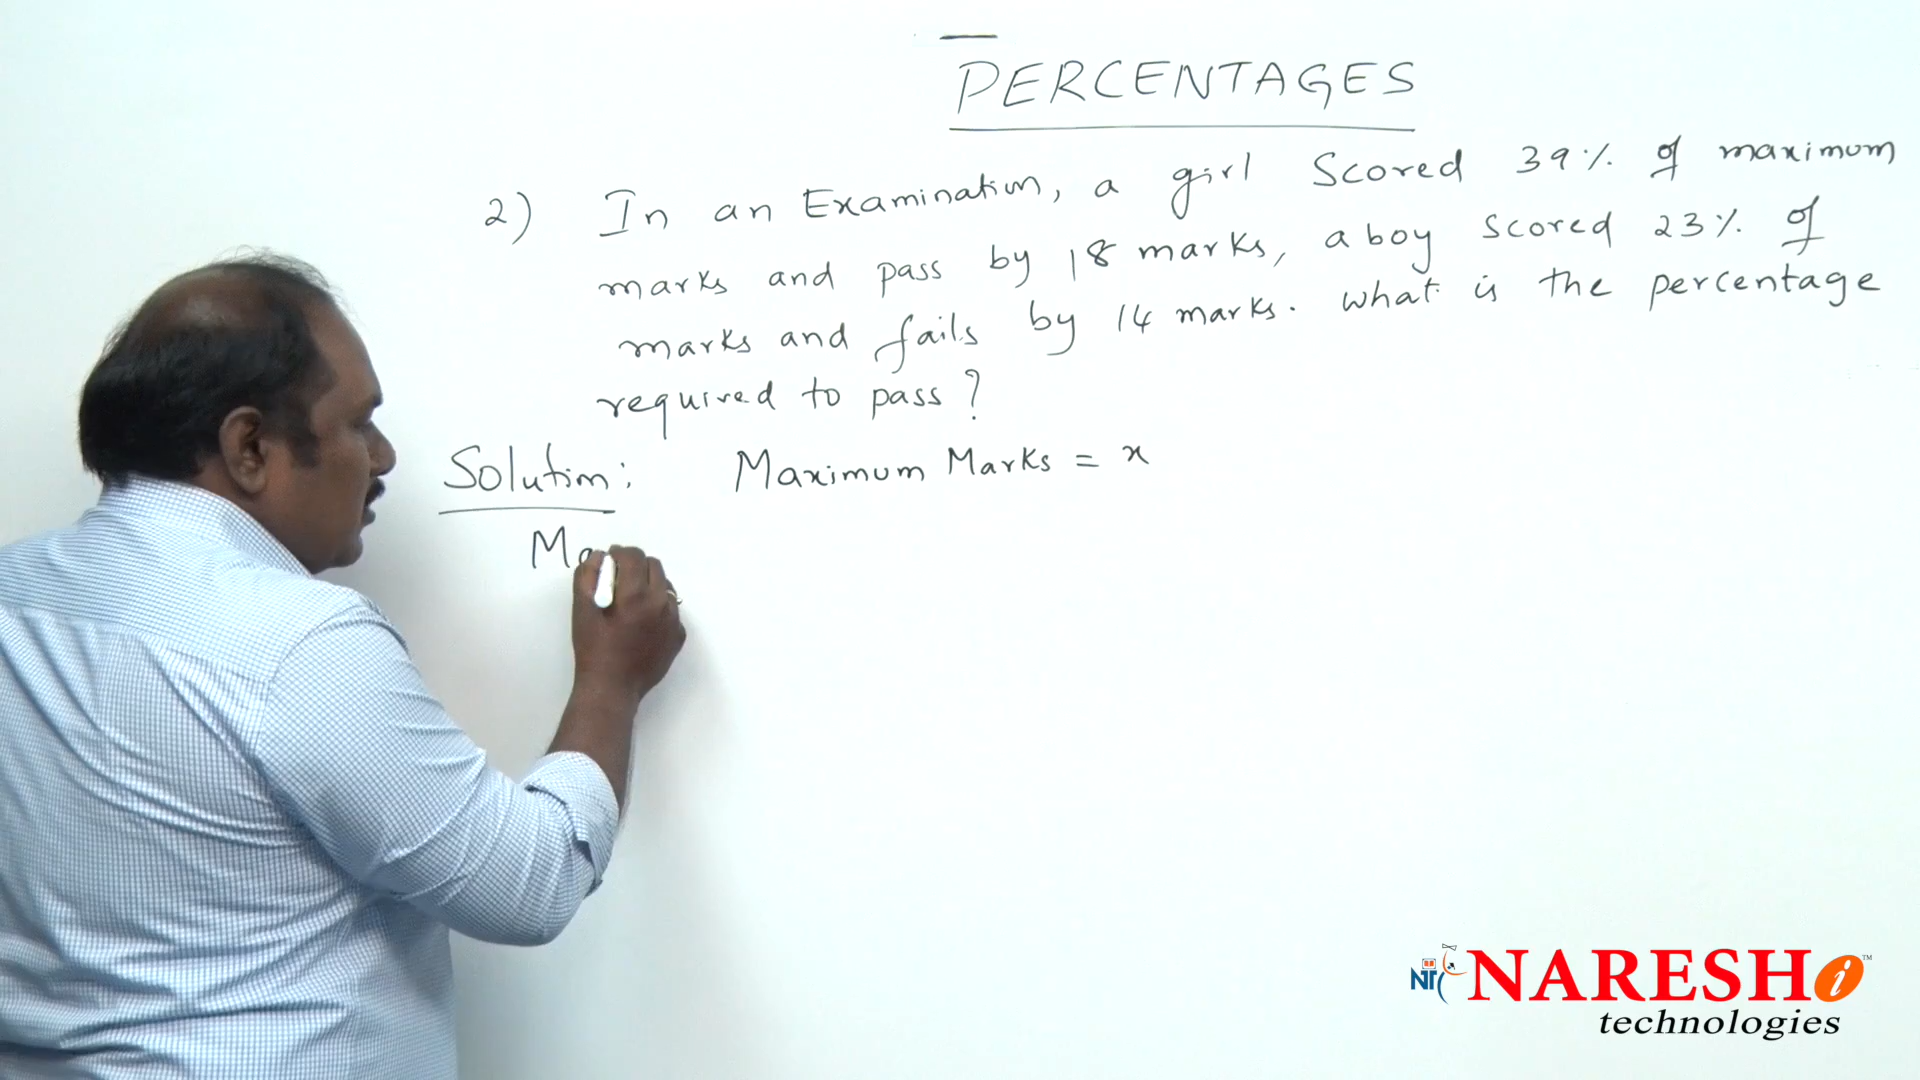 PERCENTAGES
2) In an Examination, a girl Scored 39% of maximum
marks and pass by 18 marks, a boy scored 23% of
marks and fails by 14 marks. what is the percentage
required to pass?
Solution: Maximum Marks = x
Ma
NARESH i ™
technologies